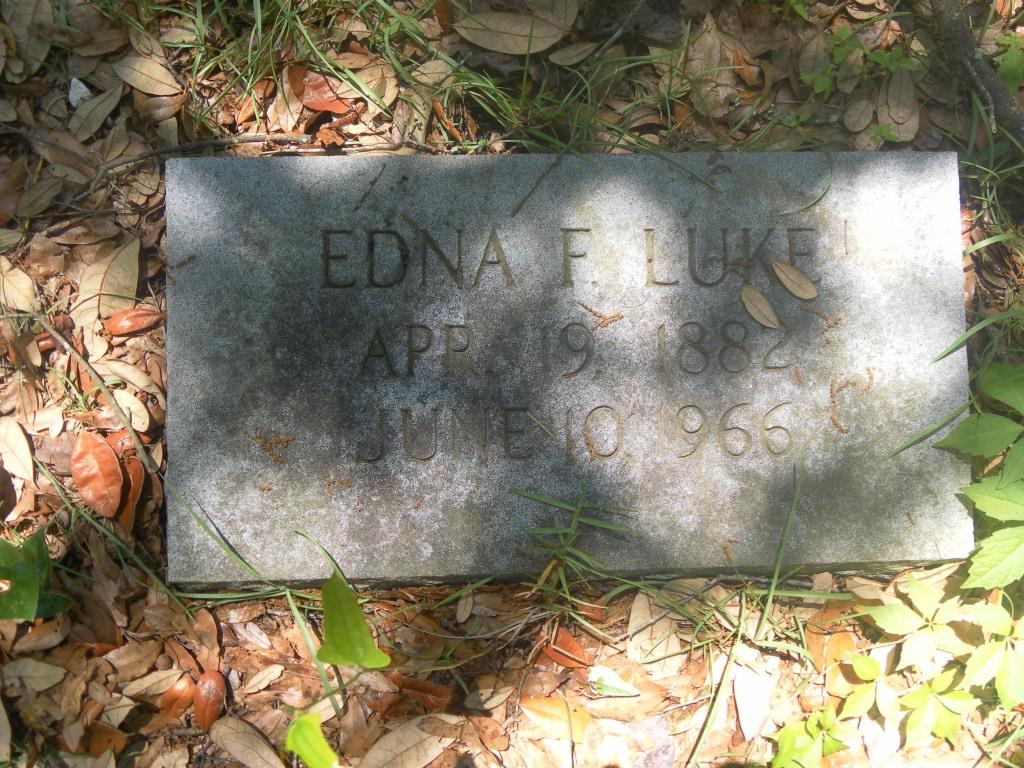 EDNA F. LUKE
APR. 19, 1882
JUNE 10, 1966